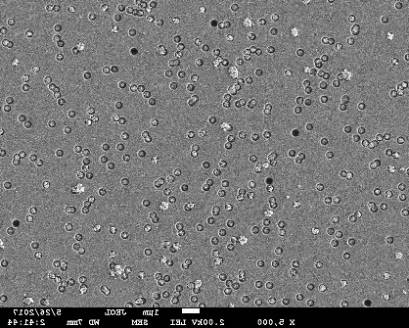 1µm JEOL 5/26/2017
X 5,000 2.00kV LEI SEM WD 7mm 2:41:44